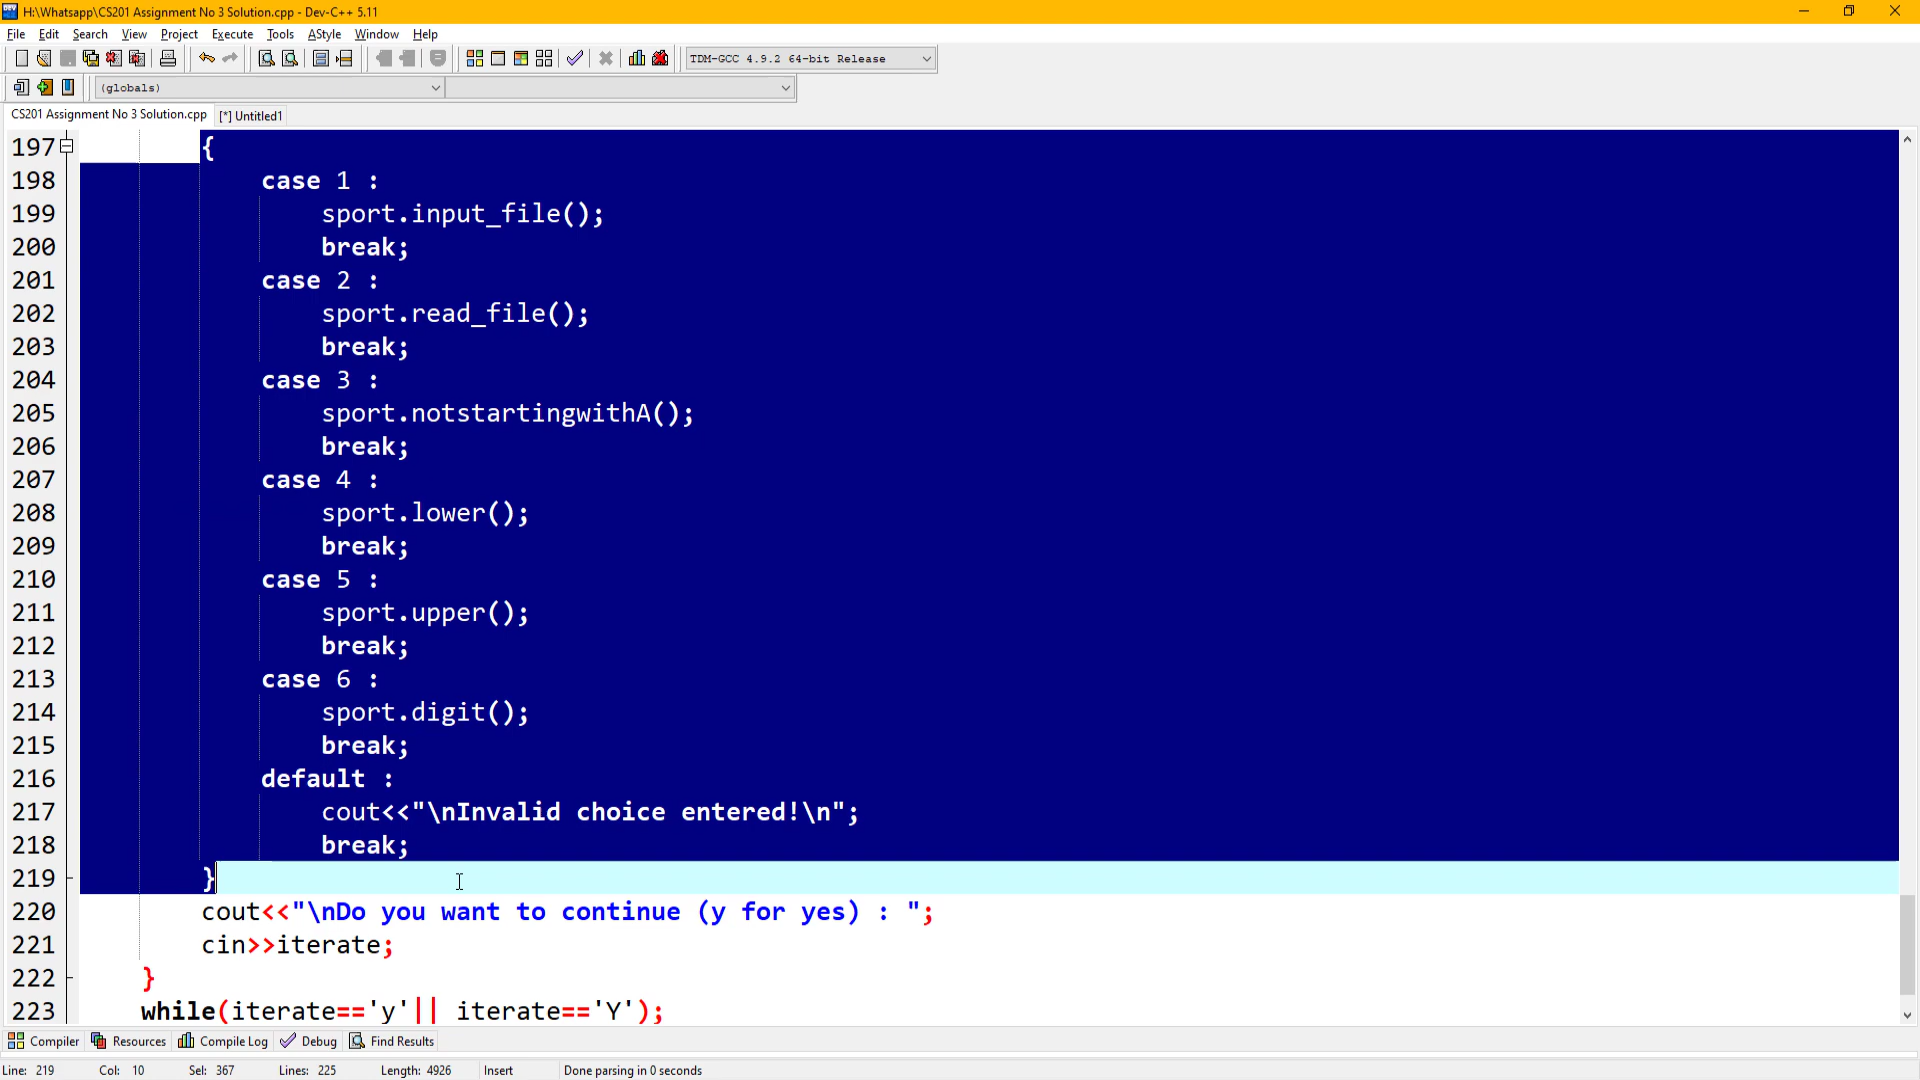 H:\Whatsapp\CS201 Assignment No 3 Solution.cpp - Dev-C++ 5.11
File Edit Search View Project Execute Tools AStyle Window Help
TDM-GCC 4.9.2 64-bit Release
(globals)
CS201 Assignment No 3 Solution.cpp [*] Untitled1
197 {
198 case 1 :
199 sport.input_file();
200 break;
201 case 2 :
202 sport.read_file();
203 break;
204 case 3 :
205 sport.notstartingwithA();
206 break;
207 case 4 :
208 sport.lower();
209 break;
210 case 5 :
211 sport.upper();
212 break;
213 case 6 :
214 sport.digit();
215 break;
216 default :
217 cout<<"\nInvalid choice entered!\n";
218 break;
219 }
220 cout<<"\nDo you want to continue (y for yes) : ";
221 cin>>iterate;
222 }
223 while(iterate=='y'|| iterate=='Y');
Compiler Resources Compile Log Debug Find Results
Line: 219 Col: 10 Sel: 367 Lines: 225 Length: 4926 Insert Done parsing in 0 seconds